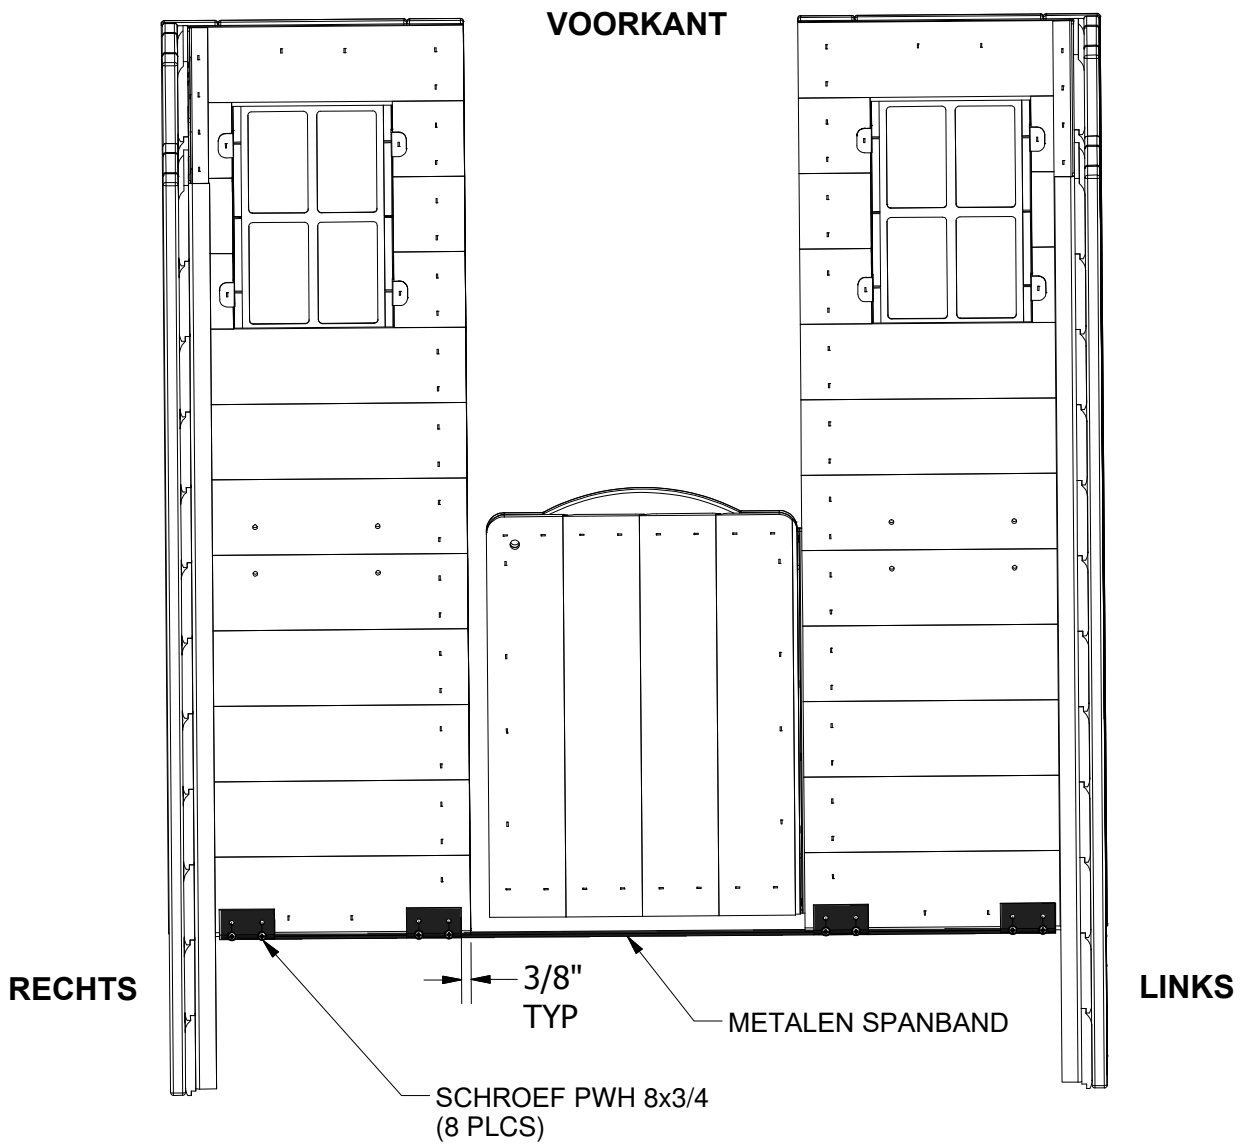 VOORKANT
RECHTS
LINKS
3/8"
TYP
METALEN SPANBAND
SCHROEF PWH 8x3/4
(8 PLCS)